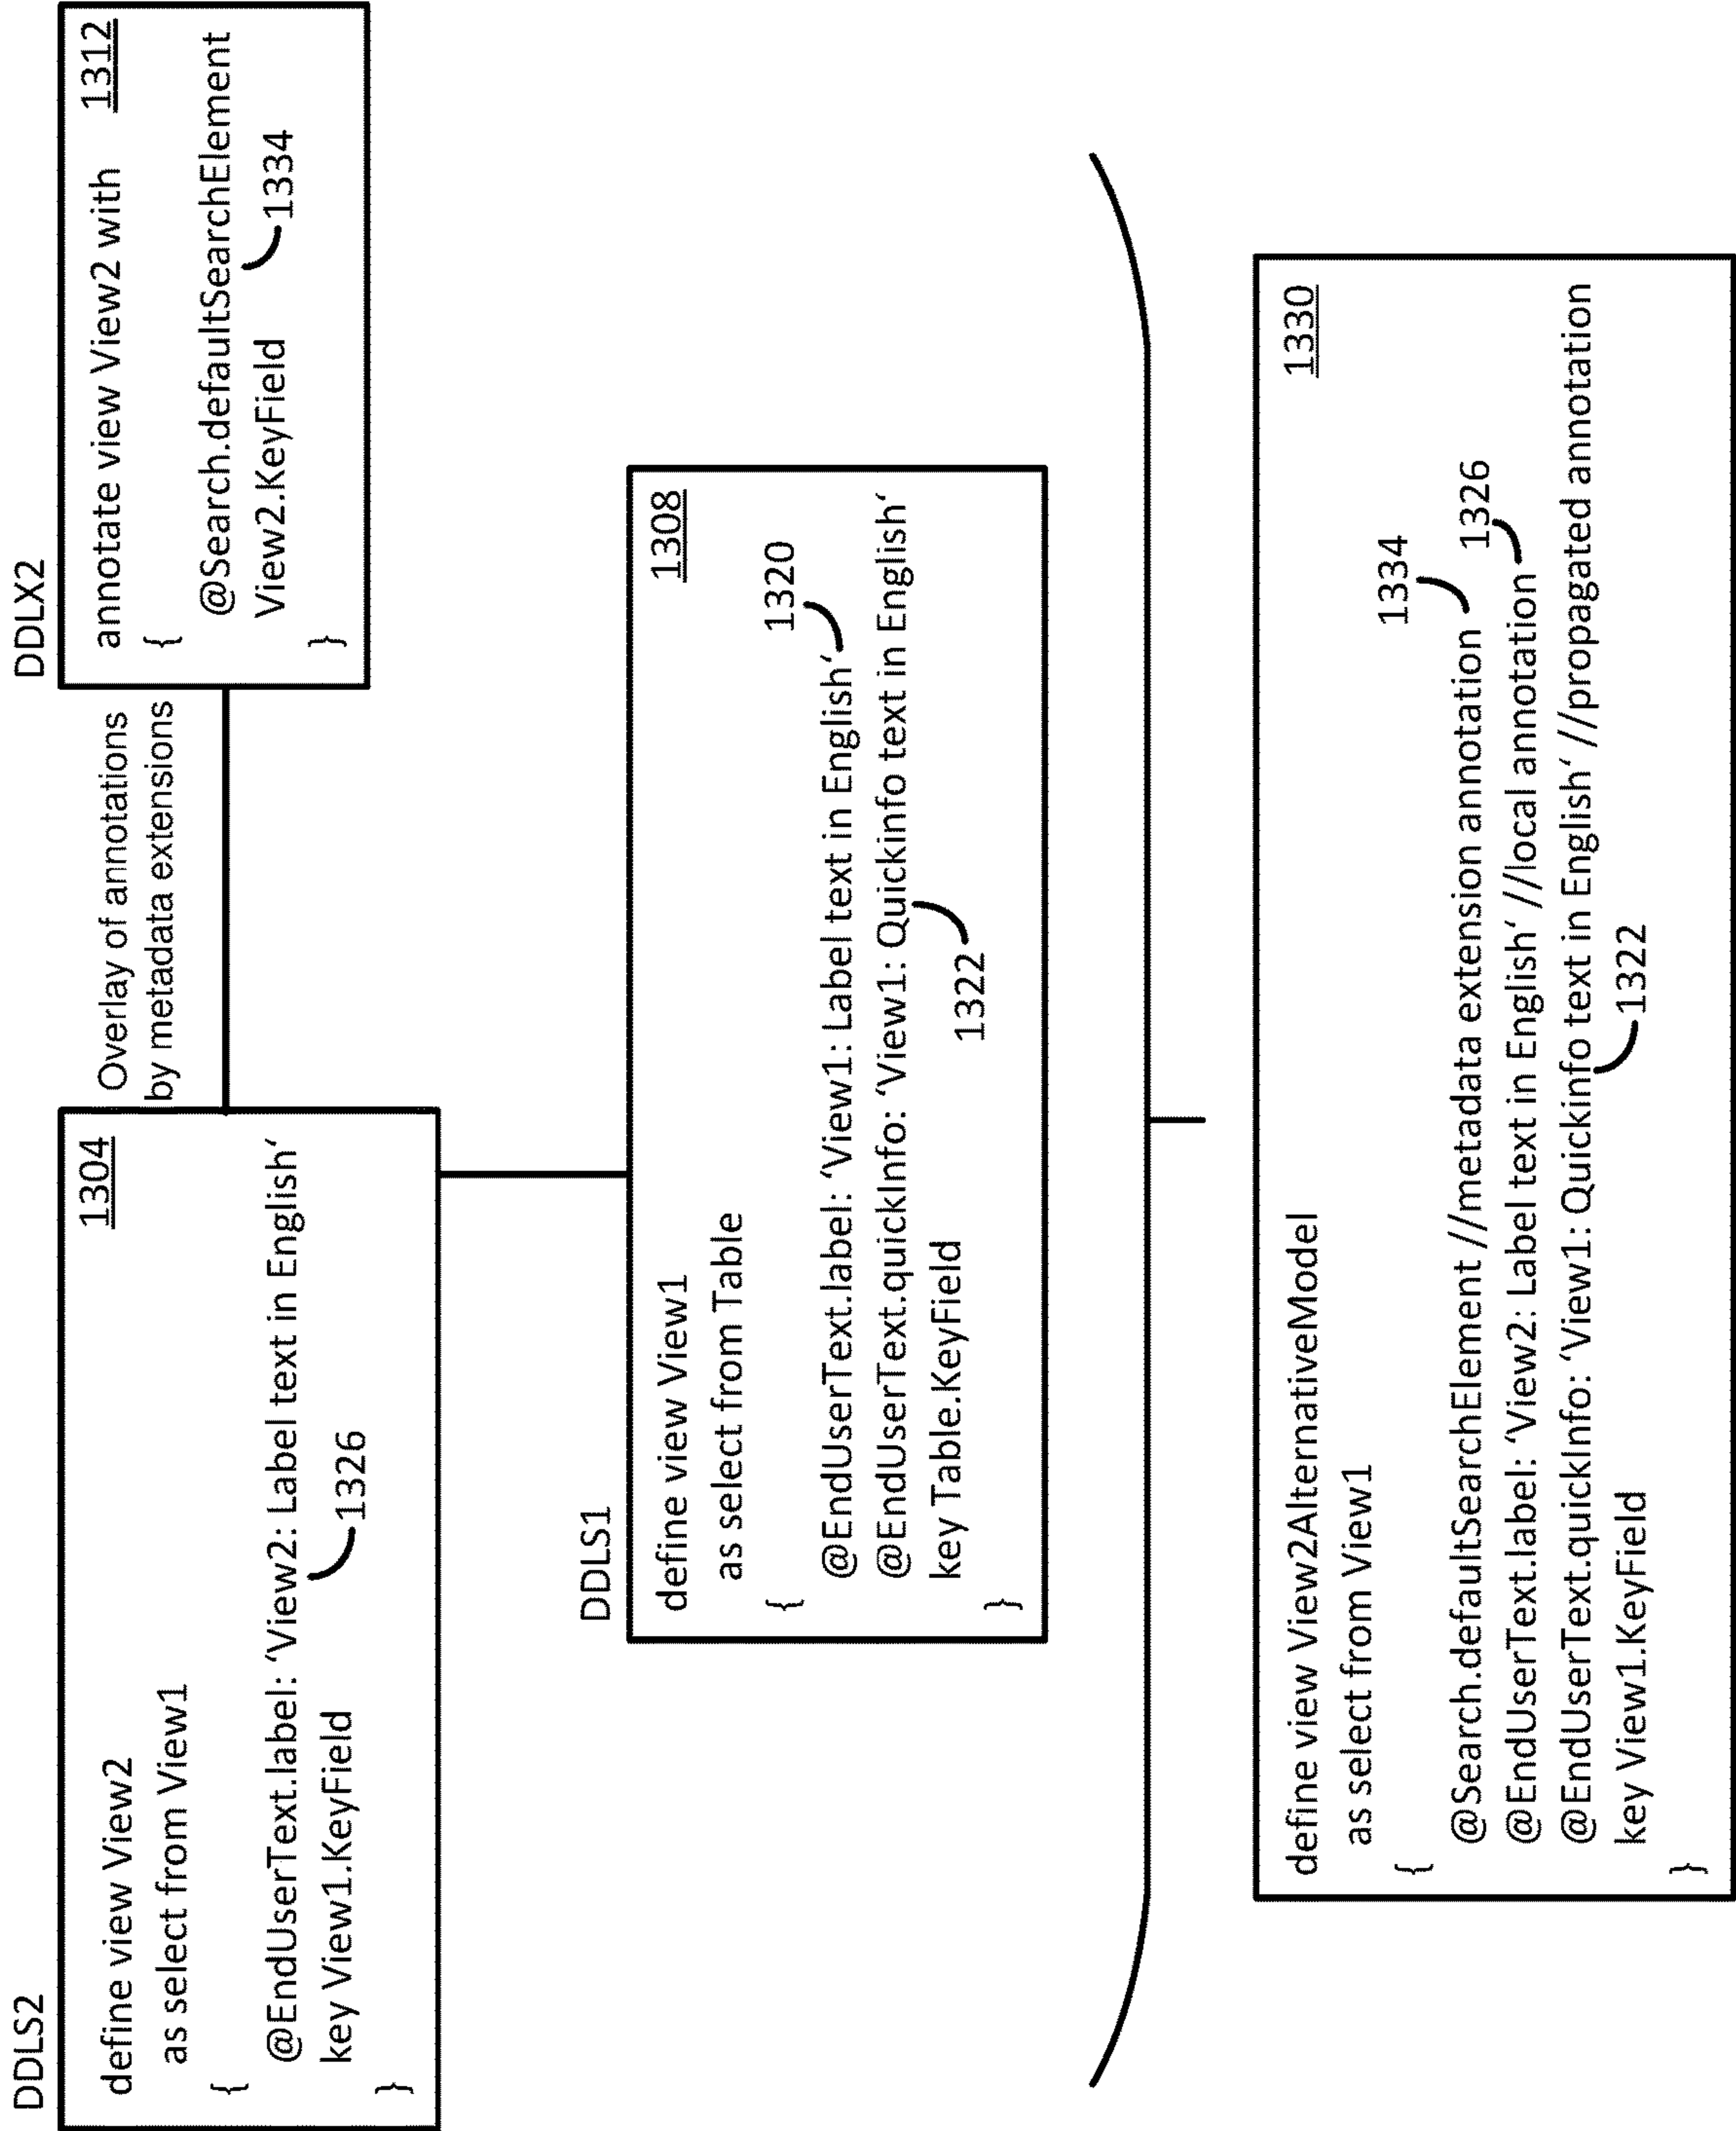 DDLS2
define view View2
1304
as select from View1
{
@EndUserText.label: ‘View2: Label text in English‘
key View1.KeyField
1326
}
Overlay of annotations
by metadata extensions
DDLX2
annotate view View2 with
1312
{
@Search.defaultSearchElement
View2.KeyField
1334
}
DDLS1
define view View1
1308
as select from Table
{
1320
@EndUserText.label: ‘View1: Label text in English‘
@EndUserText.quickInfo: ‘View1: Quickinfo text in English‘
key Table.KeyField
1322
}
define view View2AlternativeModel
1330
as select from View1
{
1334
@Search.defaultSearchElement //metadata extension annotation
1326
@EndUserText.label: ‘View2: Label text in English‘ //local annotation
@EndUserText.quickInfo: ‘View1: Quickinfo text in English‘ //propagated annotation
key View1.KeyField
1322
}